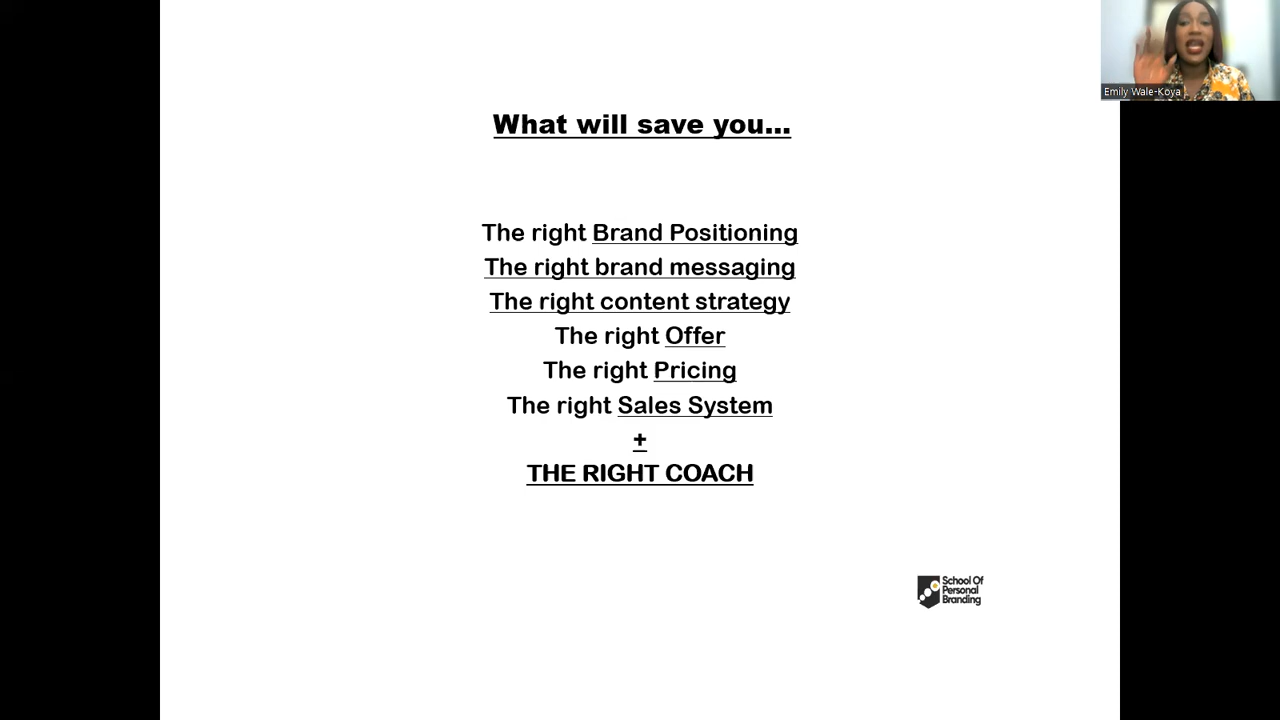 Emily Wale-Koya
What will save you...
The right Brand Positioning
The right brand messaging
The right content strategy
The right Offer
The right Pricing
The right Sales System
+
THE RIGHT COACH
School Of
Personal
Branding